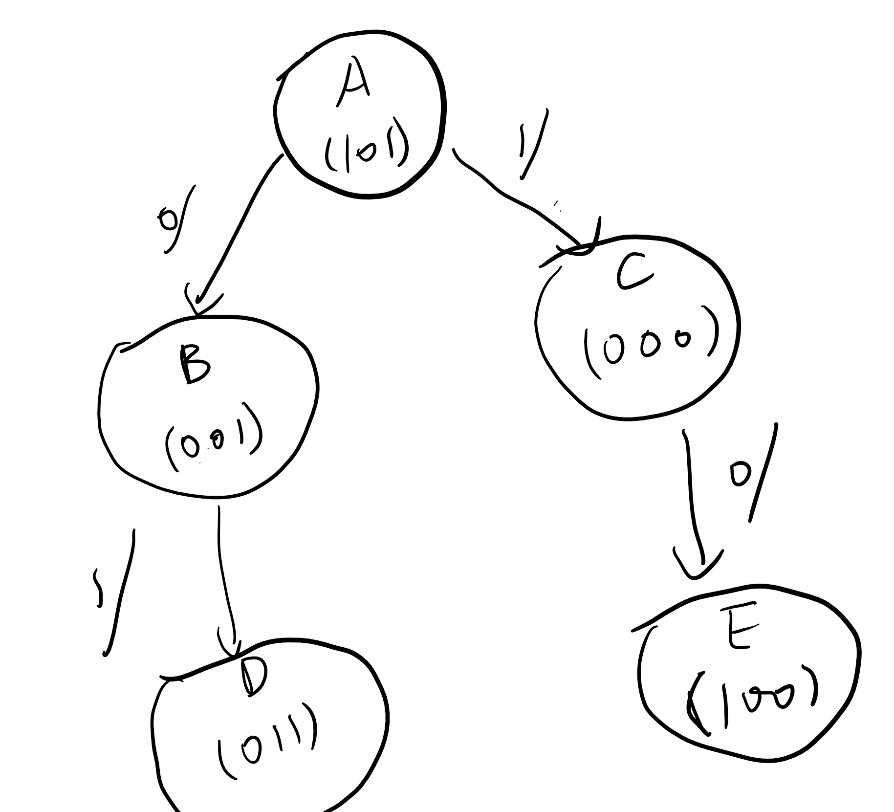 A
(101)
1/
0/
C
(000)
B
(001)
0/
1/
E
(100)
D
(011)